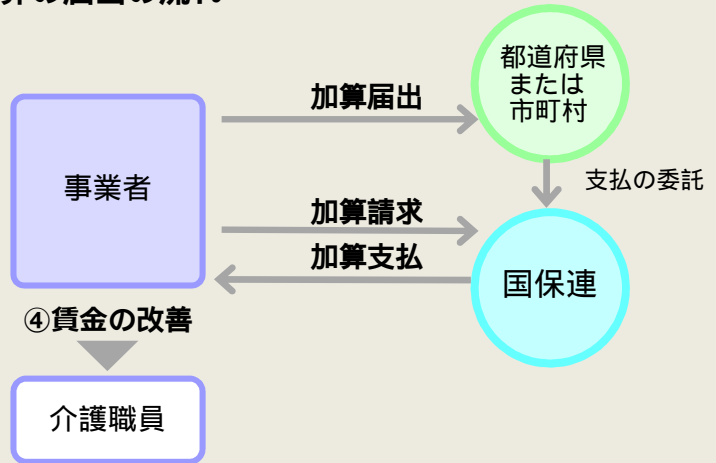 算の届出の流れ
都道府県
または
市町村
加算届出
支払の委託
事業者
加算請求
加算支払
国保連
④賃金の改善
介護職員